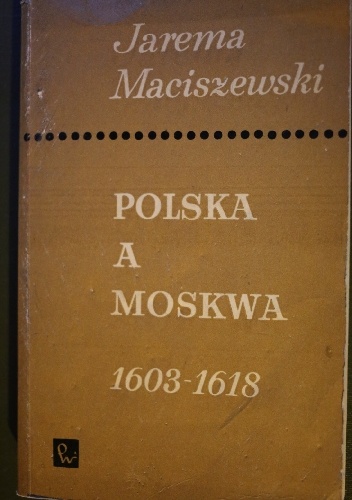 Jarema
Maciszewski
POLSKA
A
MOSKWA
1603-1618